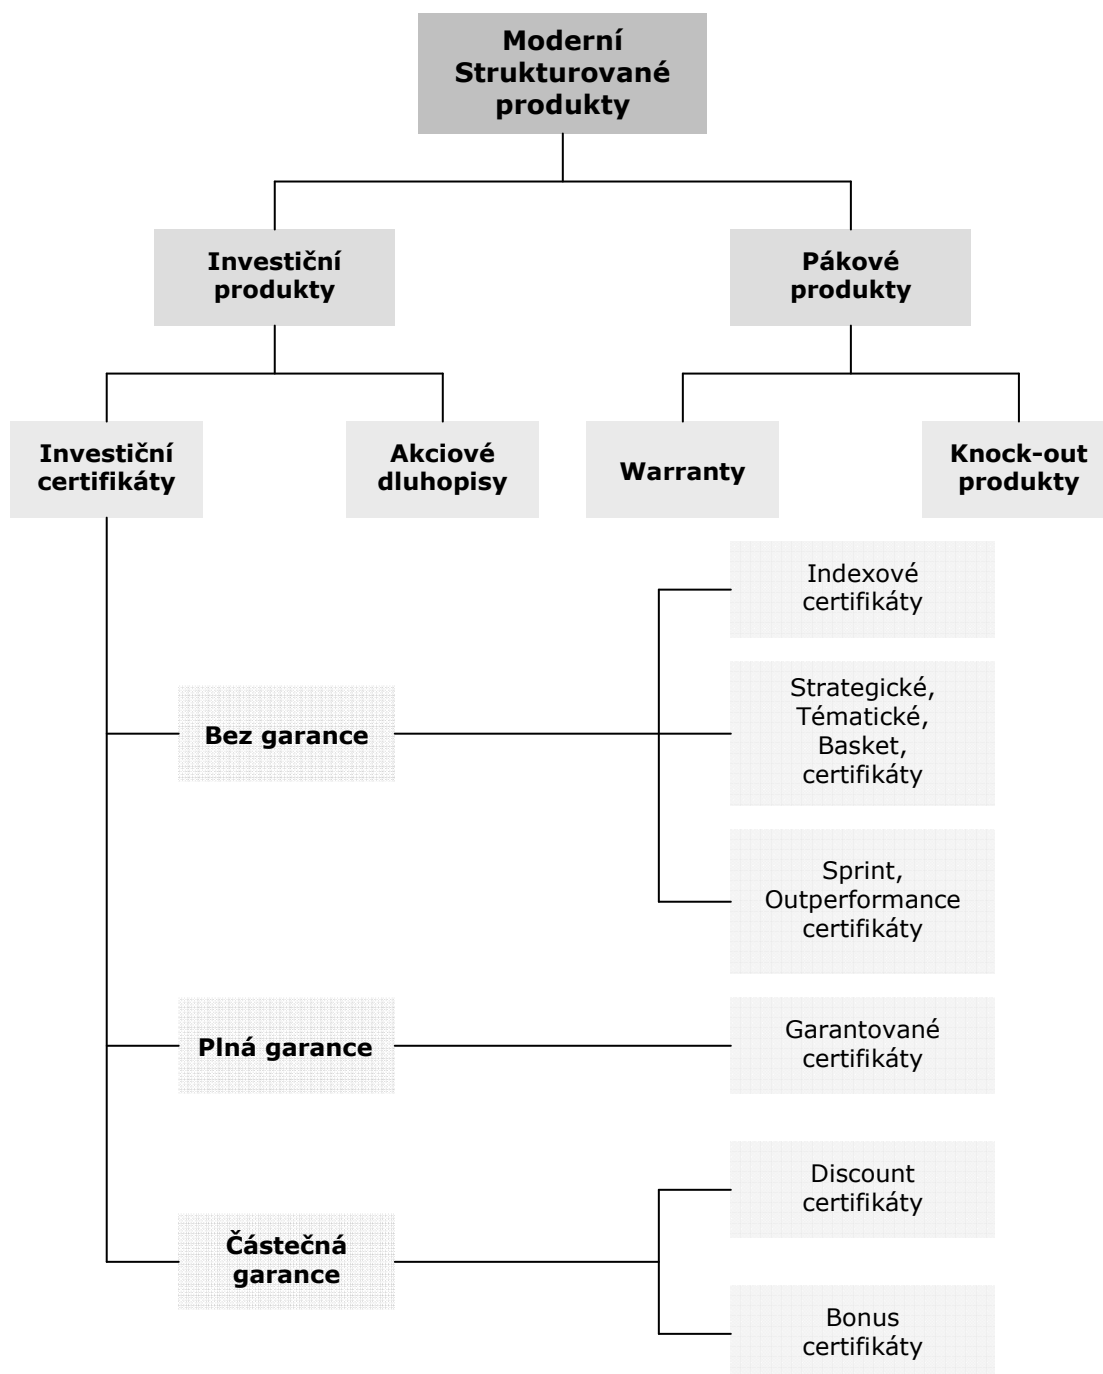 Moderní
Strukturované
produkty
Investiční
produkty
Pákové
produkty
Investiční
certifikáty
Akciové
dluhopisy
Warranty
Knock-out
produkty
Indexové
certifikáty
Bez garance
Strategické,
Tématické,
Basket,
certifikáty
Sprint,
Outperformance
certifikáty
Plná garance
Garantované
certifikáty
Částečná
garance
Discount
certifikáty
Bonus
certifikáty